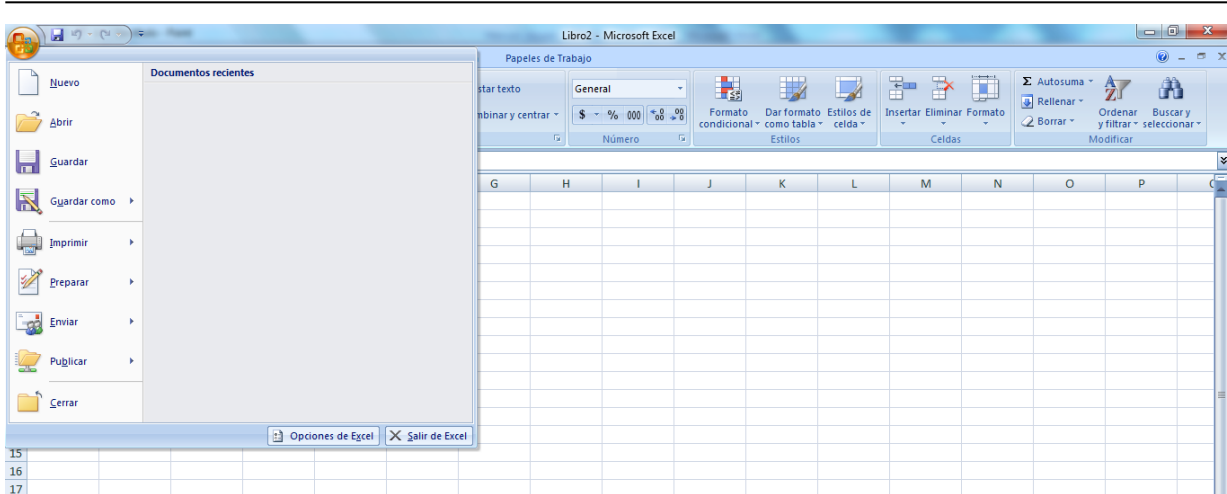 Libro2 - Microsoft Excel
Papeles de Trabajo
Nuevo
Abrir
Guardar
Guardar como
Imprimir
Preparar
Enviar
Publicar
Cerrar
Documentos recientes
Opciones de Excel
Salir de Excel
star texto
mbinar y centrar
General
$ % 000
Número
Formato condicional
Dar formato como tabla
Estilos de celda
Estilos
Insertar
Eliminar
Formato
Celdas
Σ Autosuma
Rellenar
Borrar
Ordenar y filtrar
Buscar y seleccionar
Modificar
G H I J K L M N O P
15
16
17